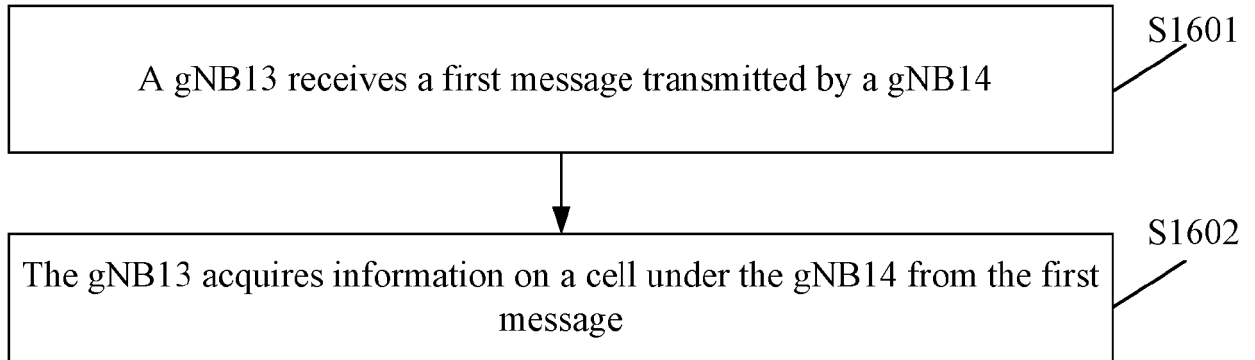 S1601
A gNB13 receives a first message transmitted by a gNB14
S1602
The gNB13 acquires information on a cell under the gNB14 from the first
message